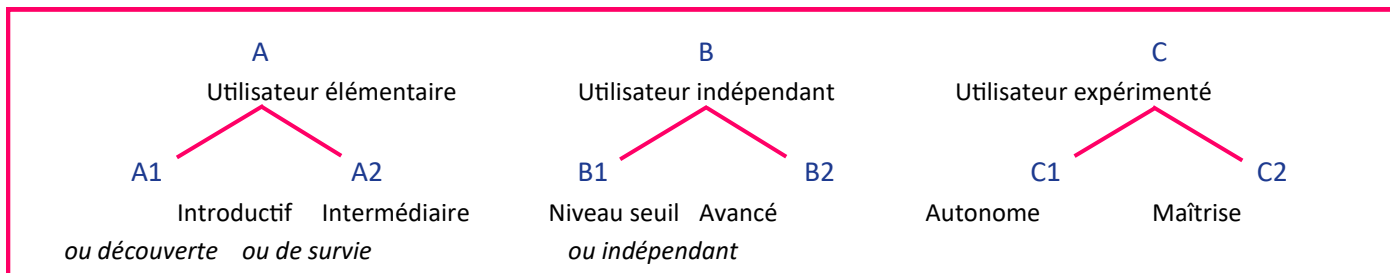 A B C
Utilisateur élémentaire Utilisateur indépendant Utilisateur expérimenté
A1 A2 B1 B2 C1 C2
Introductif Intermédiaire Niveau seuil Avancé Autonome Maîtrise
ou découverte ou de survie ou indépendant